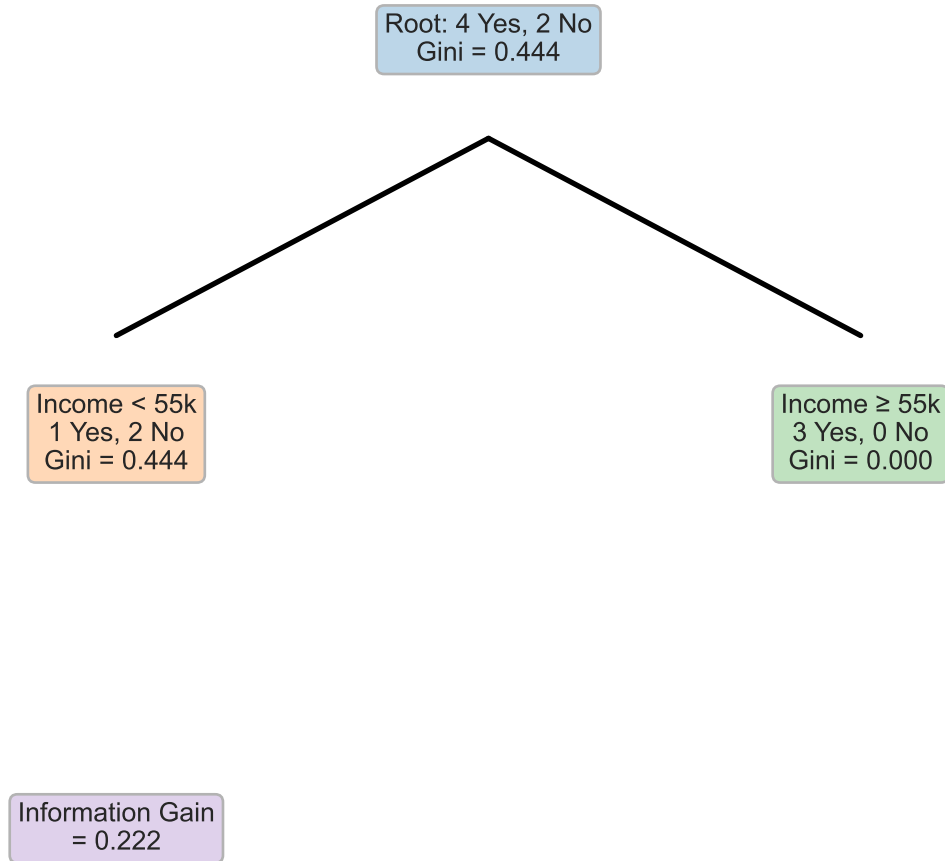 Root: 4 Yes, 2 No
Gini = 0.444
Income < 55k
1 Yes, 2 No
Gini = 0.444
Income ≥ 55k
3 Yes, 0 No
Gini = 0.000
Information Gain
= 0.222